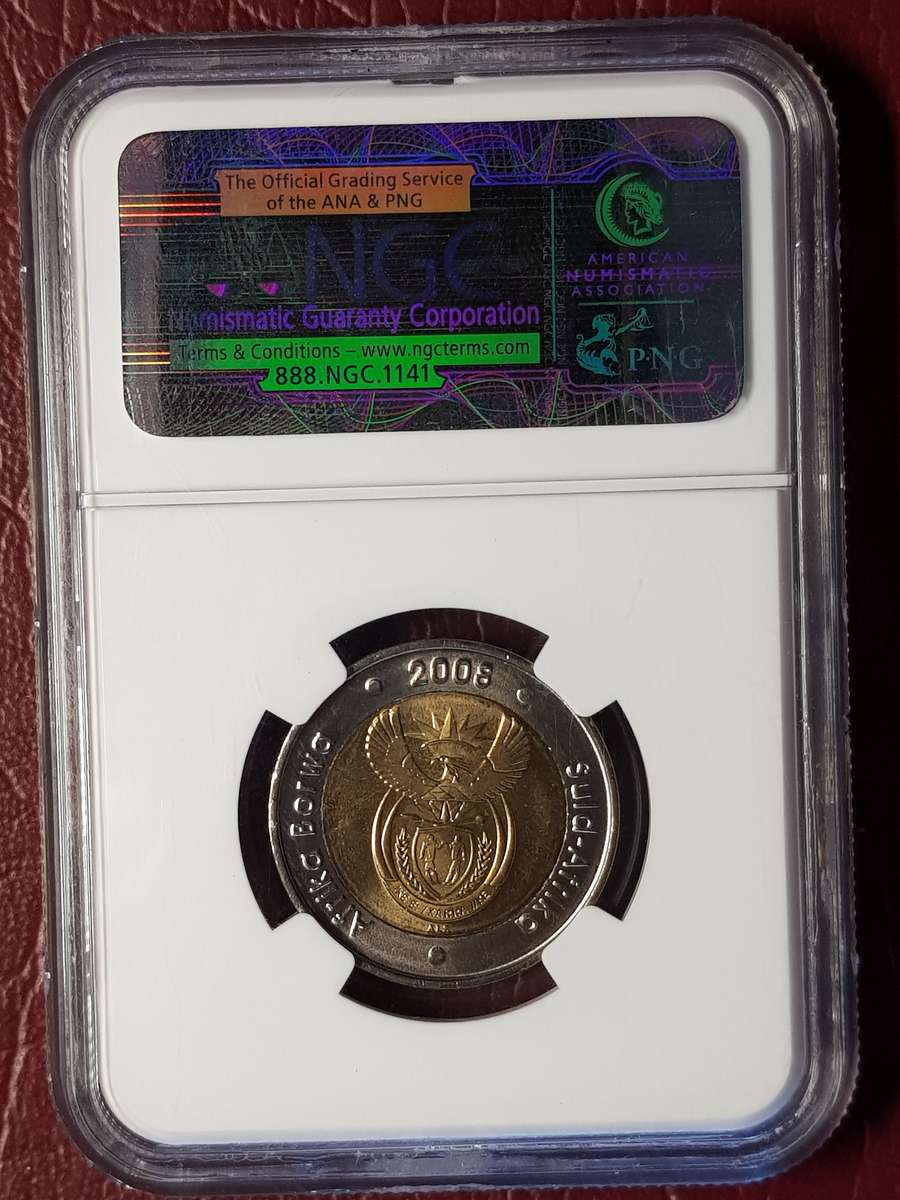 The Official Grading Service
of the ANA & PNG
NGC
Numismatic Guaranty Corporation
Terms & Conditions – www.ngcterms.com
888.NGC.1141
AMERICAN
NUMISMATIC
ASSOCIATION
P·N·G
2008
Afrika Borwa
Suid-Afrika
ALS